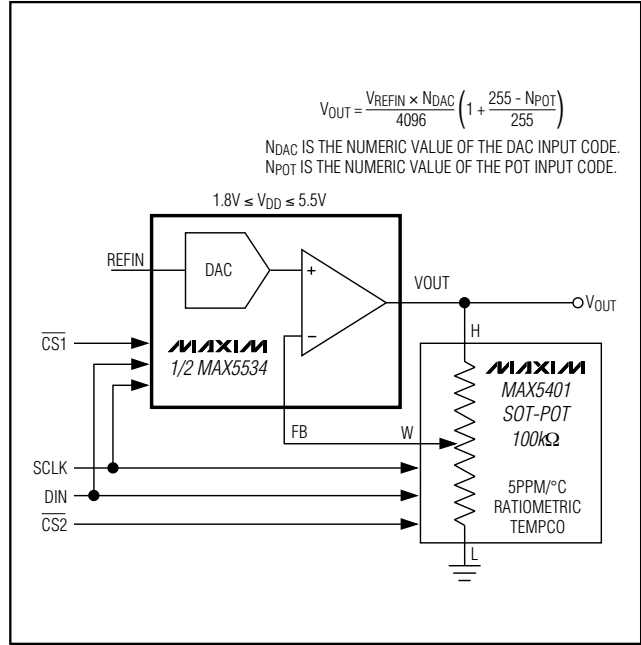 VOUT = VREFIN × NDAC / 4096 (1 + 255 - NPOT / 255)
NDAC IS THE NUMERIC VALUE OF THE DAC INPUT CODE.
NPOT IS THE NUMERIC VALUE OF THE POT INPUT CODE.
1.8V ≤ VDD ≤ 5.5V
REFIN
DAC
+
−
VOUT
VOUT
CS1
MAXIM
1/2 MAX5534
FB
W
H
MAXIM
MAX5401
SOT-POT
100kΩ
5PPM/°C
RATIOMETRIC
TEMPCO
L
SCLK
DIN
CS2